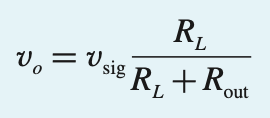 v_o = v_sig R_L / (R_L + R_out)